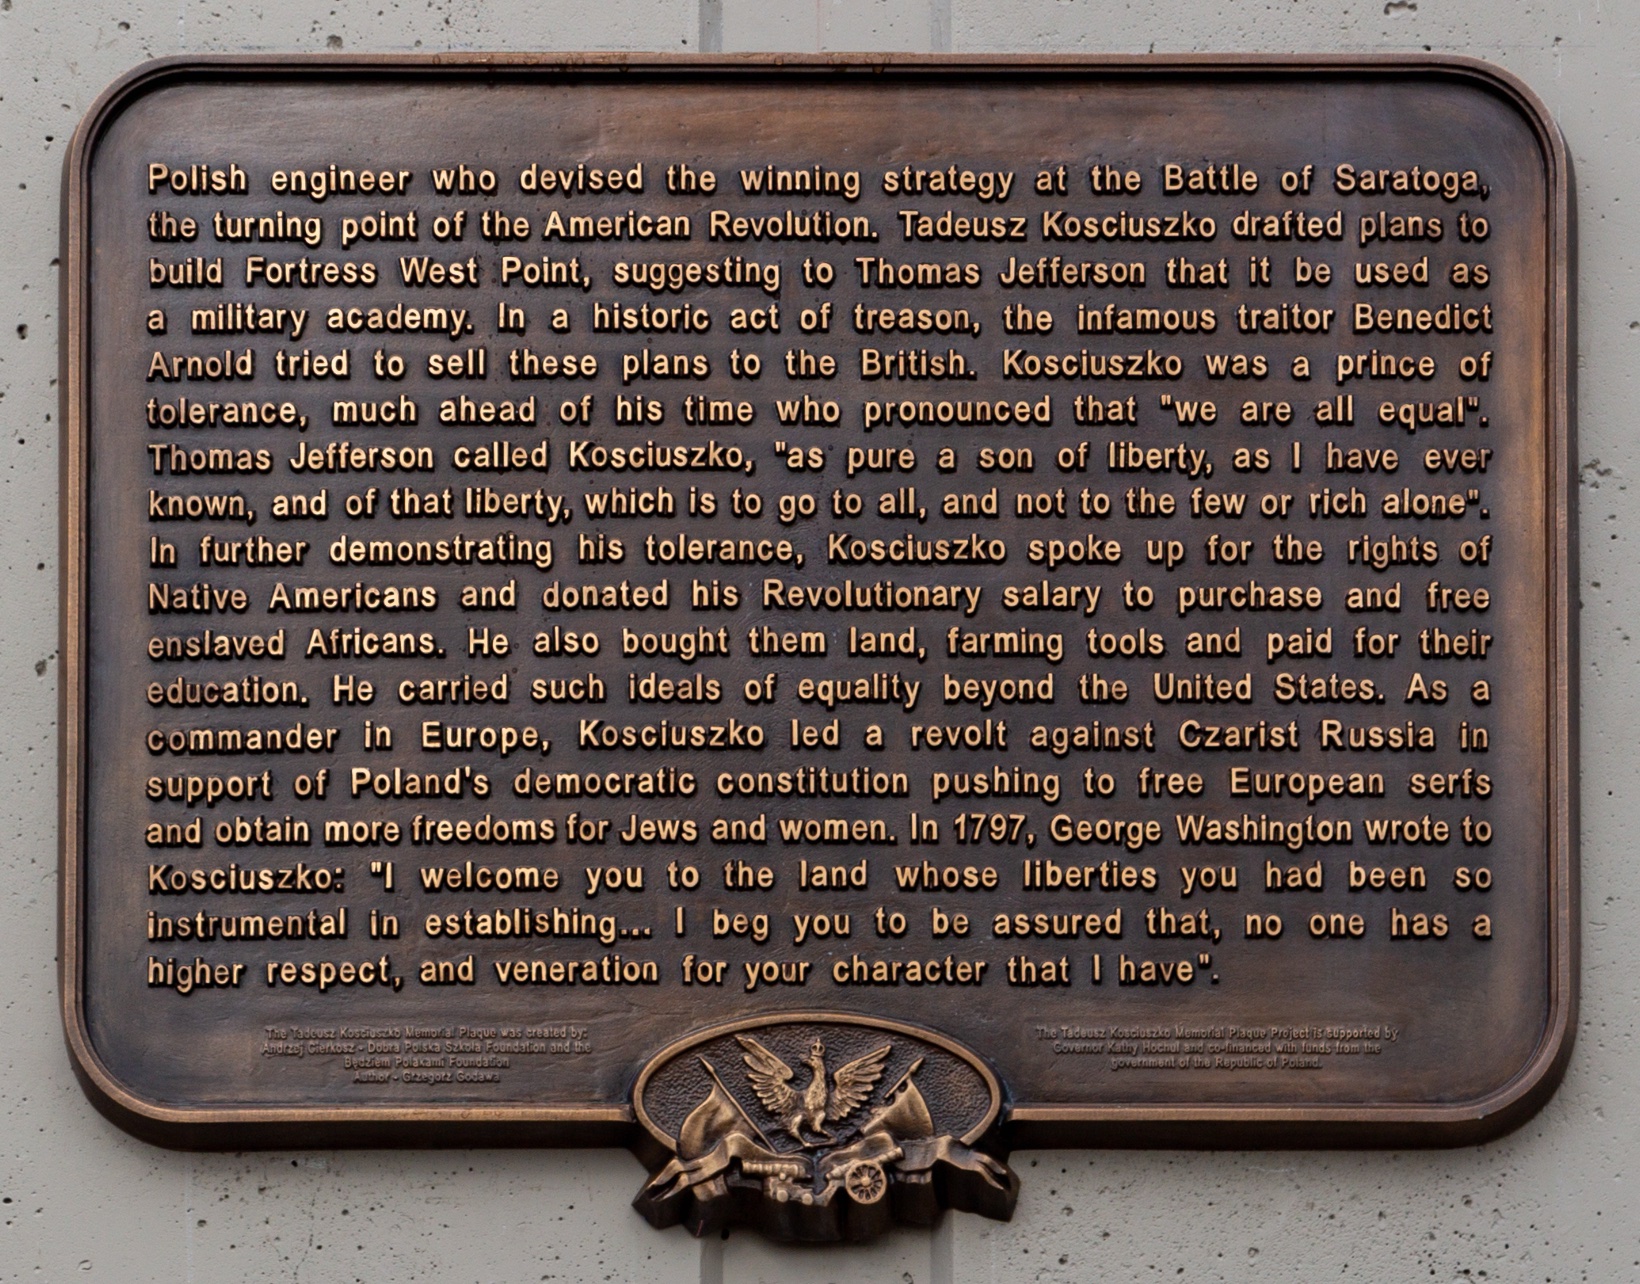 Polish engineer who devised the winning strategy at the Battle of Saratoga,
the turning point of the American Revolution. Tadeusz Kosciuszko drafted plans to
build Fortress West Point, suggesting to Thomas Jefferson that it be used as
a military academy. In a historic act of treason, the infamous traitor Benedict
Arnold tried to sell these plans to the British. Kosciuszko was a prince of
tolerance, much ahead of his time who pronounced that "we are all equal".
Thomas Jefferson called Kosciuszko, "as pure a son of liberty, as I have ever
known, and of that liberty, which is to go to all, and not to the few or rich alone".
In further demonstrating his tolerance, Kosciuszko spoke up for the rights of
Native Americans and donated his Revolutionary salary to purchase and free
enslaved Africans. He also bought them land, farming tools and paid for their
education. He carried such ideals of equality beyond the United States. As a
commander in Europe, Kosciuszko led a revolt against Czarist Russia in
support of Poland's democratic constitution pushing to free European serfs
and obtain more freedoms for Jews and women. In 1797, George Washington wrote to
Kosciuszko: "I welcome you to the land whose liberties you had been so
instrumental in establishing... I beg you to be assured that, no one has a
higher respect, and veneration for your character that I have".
The Tadeusz Kosciuszko Memorial Plaque was created by:
Andrzej Cierkosz - Dobra Polska Szkoła Foundation and the
Będziem Polakami Foundation
Author - Grzegorz Godawa
The Tadeusz Kosciuszko Memorial Plaque Project is supported by
Governor Kathy Hochul and co-financed with funds from the
government of the Republic of Poland.